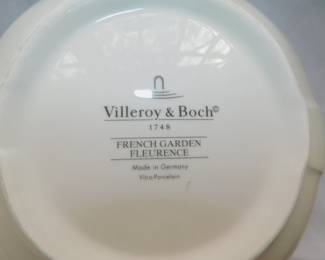 Villeroy & Boch©
1748
FRENCH GARDEN
FLEURENCE
Made in Germany
Vitro-Porcelain